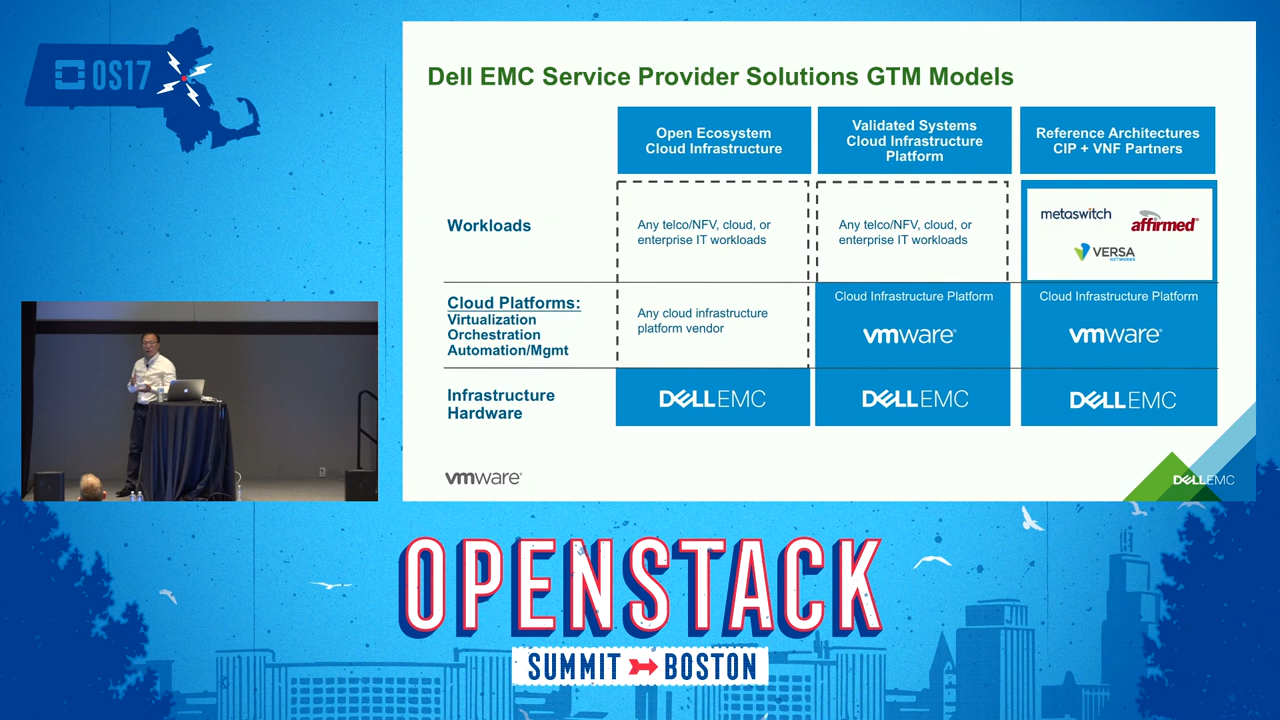 OS17
Dell EMC Service Provider Solutions GTM Models
Open Ecosystem
Cloud Infrastructure
Validated Systems
Cloud Infrastructure
Platform
Reference Architectures
CIP + VNF Partners
Workloads
Any telco/NFV, cloud, or
enterprise IT workloads
Any telco/NFV, cloud, or
enterprise IT workloads
metaswitch
affirmed
VERSA
NETWORKS
Cloud Platforms:
Virtualization
Orchestration
Automation/Mgmt
Any cloud infrastructure
platform vendor
Cloud Infrastructure Platform
vmware®
Cloud Infrastructure Platform
vmware®
Infrastructure
Hardware
DELLEMC
DELLEMC
DELLEMC
vmware®
DELLEMC
OPENSTACK
SUMMIT BOSTON